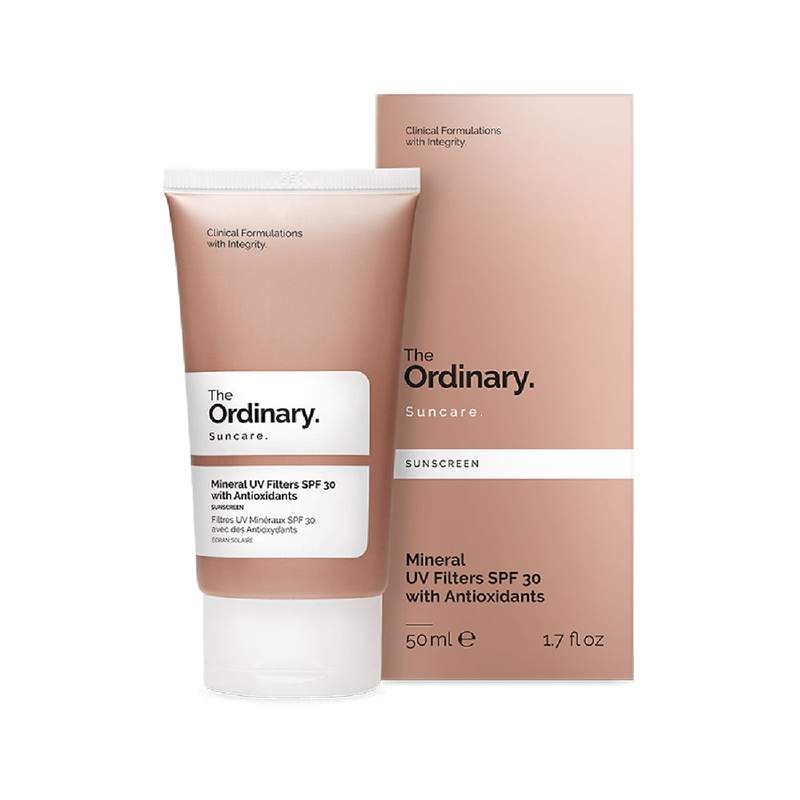 Clinical Formulations
with Integrity.
The
Ordinary.
Suncare.
Mineral UV Filters SPF 30
with Antioxidants
SUNSCREEN
Filtres UV Minéraux SPF 30
avec des Antioxydants
ÉCRAN SOLAIRE
Clinical Formulations
with Integrity
The
Ordinary.
Suncare.
SUNSCREEN
Mineral
UV Filters SPF 30
with Antioxidants
50 ml ℮ 1.7 fl oz